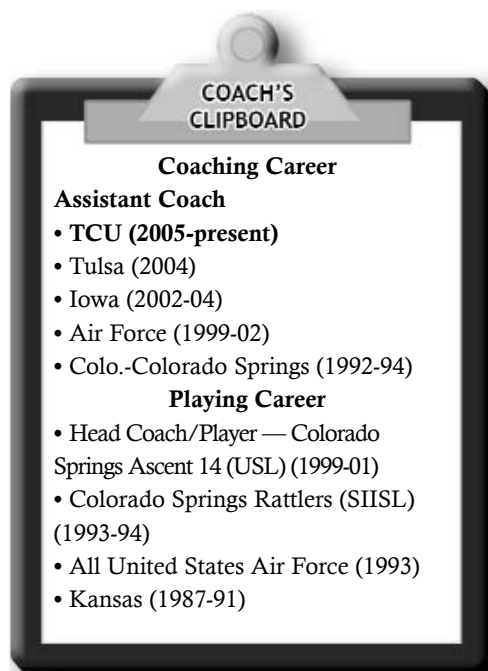 COACH'S
CLIPBOARD
Coaching Career
Assistant Coach
• TCU (2005-present)
• Tulsa (2004)
• Iowa (2002-04)
• Air Force (1999-02)
• Colo.-Colorado Springs (1992-94)
Playing Career
• Head Coach/Player — Colorado
Springs Ascent 14 (USL) (1999-01)
• Colorado Springs Rattlers (SIISL)
(1993-94)
• All United States Air Force (1993)
• Kansas (1987-91)